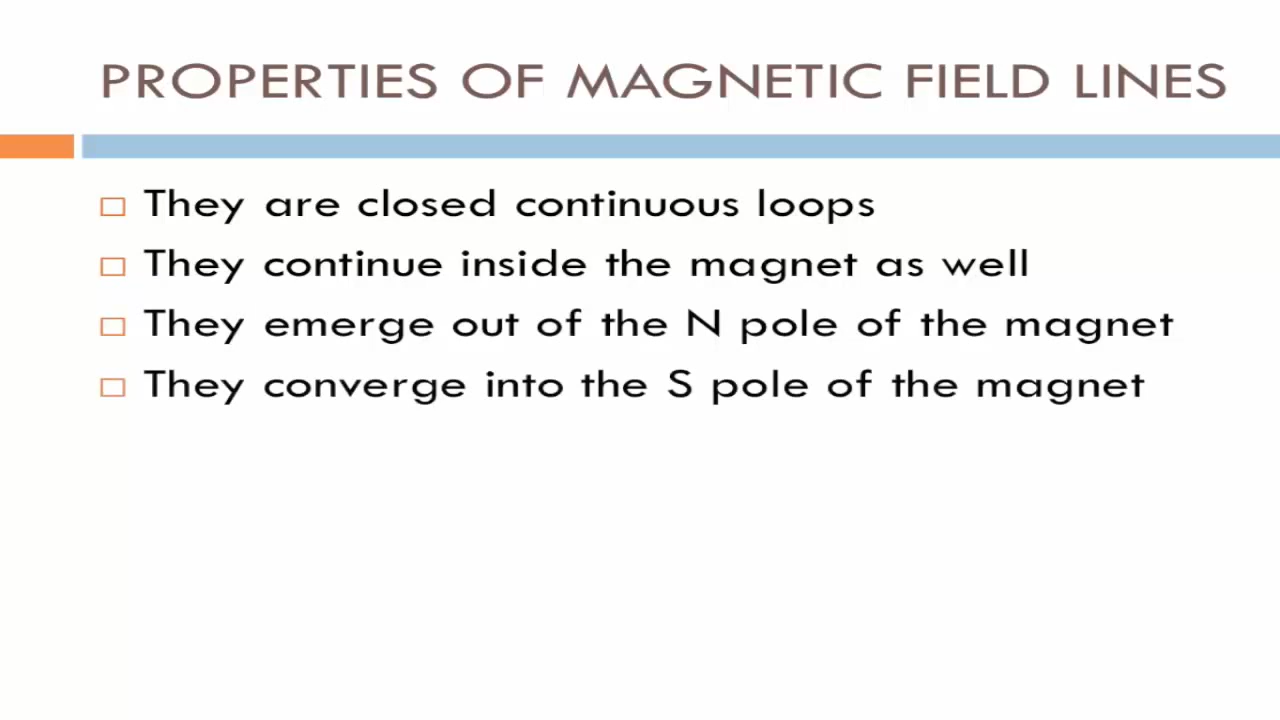 PROPERTIES OF MAGNETIC FIELD LINES
They are closed continuous loops
They continue inside the magnet as well
They emerge out of the N pole of the magnet
They converge into the S pole of the magnet